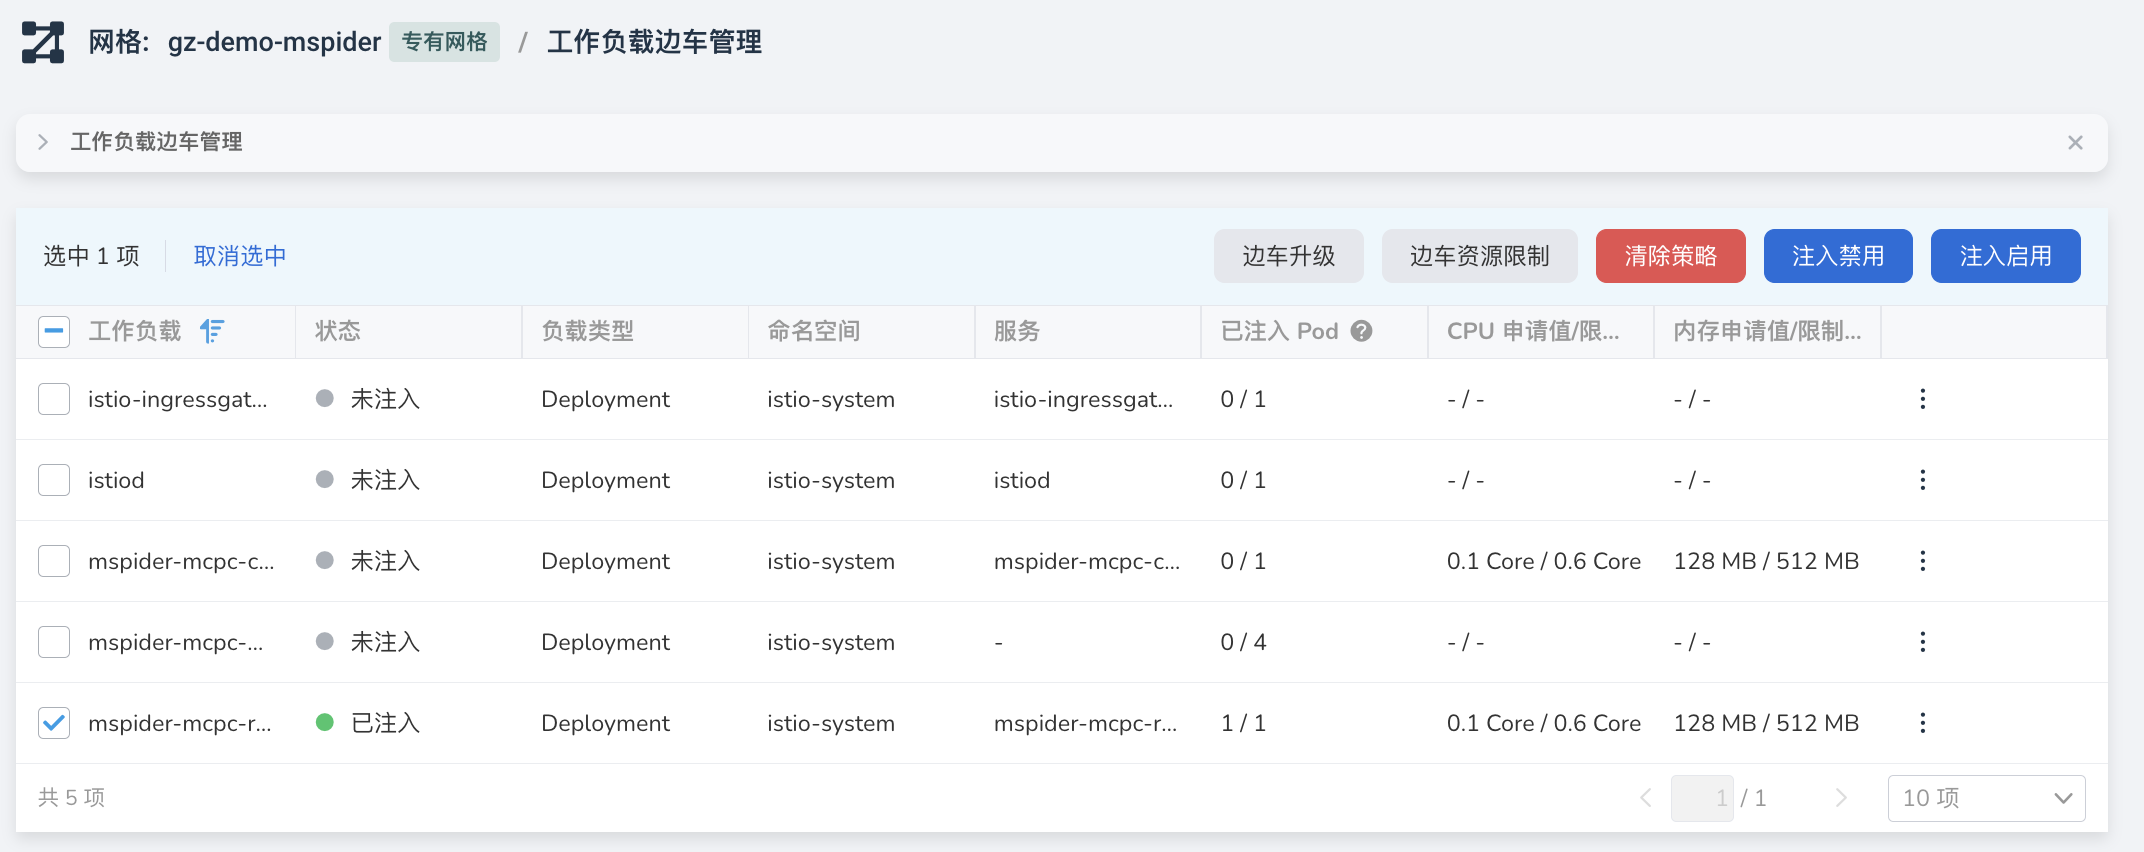 网格: gz-demo-mspider 专有网格 / 工作负载边车管理
工作负载边车管理
选中 1 项 取消选中 边车升级 边车资源限制 清除策略 注入禁用 注入启用
工作负载 状态 负载类型 命名空间 服务 已注入 Pod CPU 申请值/限... 内存申请值/限制...
istio-ingressgat... 未注入 Deployment istio-system istio-ingressgat... 0 / 1 - / - - / -
istiod 未注入 Deployment istio-system istiod 0 / 1 - / - - / -
mspider-mcpc-c... 未注入 Deployment istio-system mspider-mcpc-c... 0 / 1 0.1 Core / 0.6 Core 128 MB / 512 MB
mspider-mcpc-... 未注入 Deployment istio-system - 0 / 4 - / - - / -
mspider-mcpc-r... 已注入 Deployment istio-system mspider-mcpc-r... 1 / 1 0.1 Core / 0.6 Core 128 MB / 512 MB
共 5 项 1 / 1 10 项